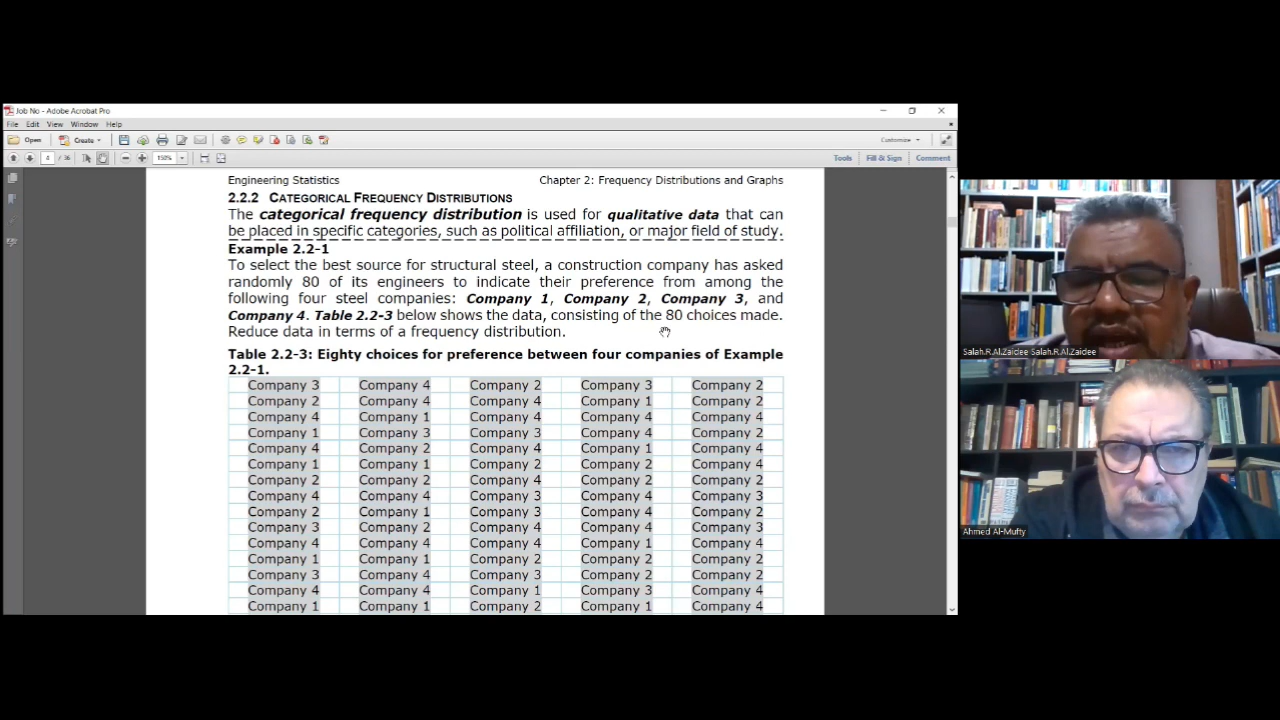 Job No - Adobe Acrobat Pro
File Edit View Window Help
Open Create Customize
4 / 36 150% Tools Fill & Sign Comment
Engineering Statistics Chapter 2: Frequency Distributions and Graphs
2.2.2 CATEGORICAL FREQUENCY DISTRIBUTIONS
The categorical frequency distribution is used for qualitative data that can
be placed in specific categories, such as political affiliation, or major field of study.
Example 2.2-1
To select the best source for structural steel, a construction company has asked
randomly 80 of its engineers to indicate their preference from among the
following four steel companies: Company 1, Company 2, Company 3, and
Company 4. Table 2.2-3 below shows the data, consisting of the 80 choices made.
Reduce data in terms of a frequency distribution.
Table 2.2-3: Eighty choices for preference between four companies of Example
2.2-1.
Company 3 Company 4 Company 2 Company 3 Company 2
Company 2 Company 4 Company 4 Company 1 Company 2
Company 4 Company 1 Company 4 Company 4 Company 4
Company 1 Company 3 Company 3 Company 4 Company 2
Company 4 Company 2 Company 4 Company 1 Company 4
Company 1 Company 1 Company 2 Company 2 Company 4
Company 2 Company 2 Company 4 Company 2 Company 2
Company 4 Company 4 Company 3 Company 4 Company 3
Company 2 Company 1 Company 3 Company 4 Company 2
Company 3 Company 2 Company 4 Company 4 Company 3
Company 4 Company 4 Company 4 Company 1 Company 4
Company 1 Company 1 Company 2 Company 2 Company 2
Company 3 Company 4 Company 3 Company 2 Company 2
Company 4 Company 4 Company 1 Company 3 Company 4
Company 1 Company 1 Company 2 Company 1 Company 4
Salah.R.Al.Zaidee Salah.R.Al.Zaidee
Ahmed Al-Mufty